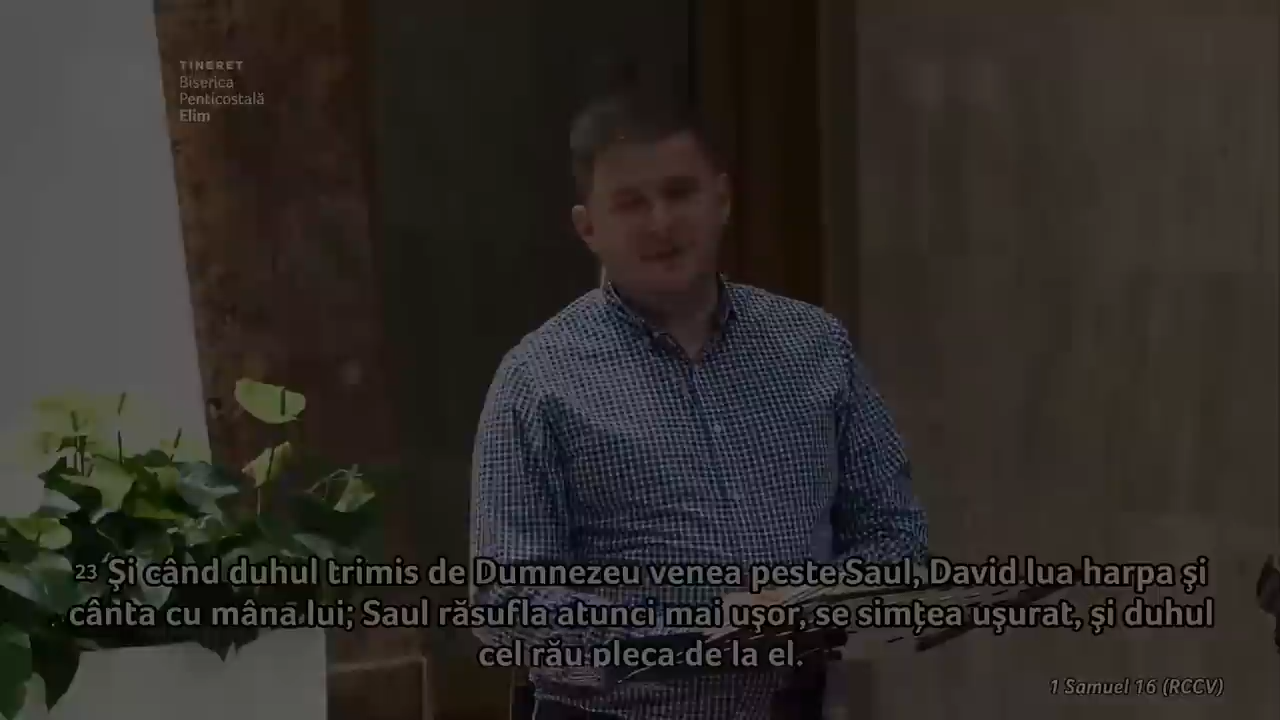 TINERET
Biserica
Penticostală
Elim
23 Şi când duhul trimis de Dumnezeu venea peste Saul, David lua harpa şi
cânta cu mâna lui; Saul răsufla atunci mai uşor, se simţea uşurat, şi duhul
cel rău pleca de la el.
1 Samuel 16 (RCCV)